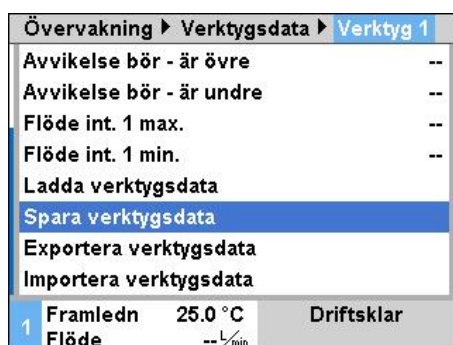 Övervakning ▶ Verktygsdata ▶ Verktyg 1
Avvikelse bör - är övre --
Avvikelse bör - är undre --
Flöde int. 1 max. --
Flöde int. 1 min. --
Ladda verktygsdata
Spara verktygsdata
Exportera verktygsdata
Importera verktygsdata
1 Framledn 25.0 °C Driftsklar
Flöde -- L/min